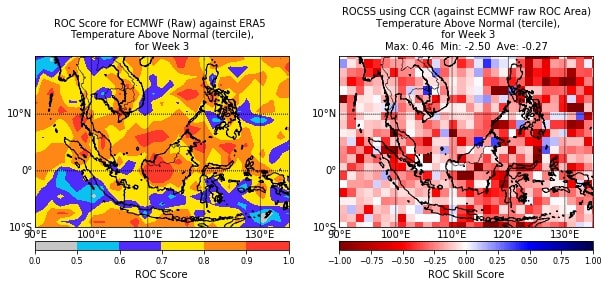 ROC Score for ECMWF (Raw) against ERA5
Temperature Above Normal (tercile),
for Week 3
10°N
0°
10°S
90°E 100°E 110°E 120°E 130°E
0.0 0.5 0.6 0.7 0.8 0.9 1.0
ROC Score
ROCSS using CCR (against ECMWF raw ROC Area)
Temperature Above Normal (tercile),
for Week 3
Max: 0.46 Min: -2.50 Ave: -0.27
10°N
0°
10°S
90°E 100°E 110°E 120°E 130°E
−1.00 −0.75 −0.50 −0.25 0.00 0.25 0.50 0.75 1.00
ROC Skill Score